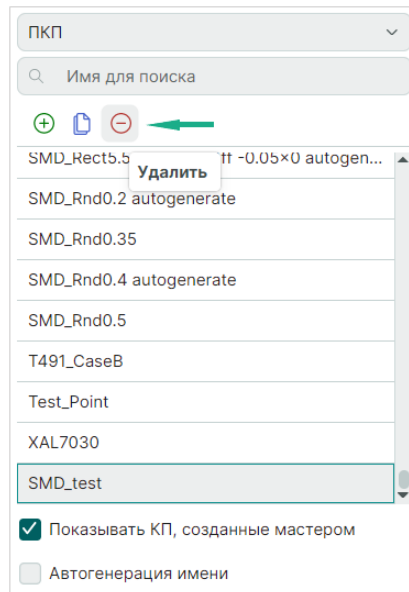 ПКП
Имя для поиска
SMD_Rect5.5 ff -0.05×0 autogen...
Удалить
SMD_Rnd0.2 autogenerate
SMD_Rnd0.35
SMD_Rnd0.4 autogenerate
SMD_Rnd0.5
T491_CaseB
Test_Point
XAL7030
SMD_test
Показывать КП, созданные мастером
Автогенерация имени